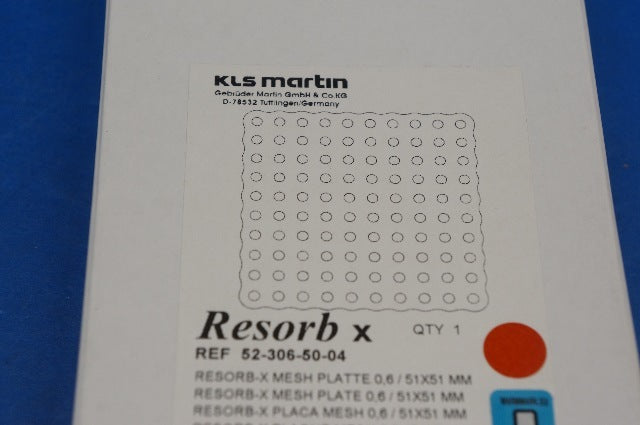 KLS martin
Gebrüder Martin GmbH & Co.KG
D-78532 Tuttlingen/Germany
Resorb x
QTY 1
REF 52-306-50-04
RESORB-X MESH PLATTE 0,6 / 51X51 MM
RESORB-X MESH PLATE 0,6 / 51X51 MM
RESORB-X PLACA MESH 0,6 / 51X51 MM